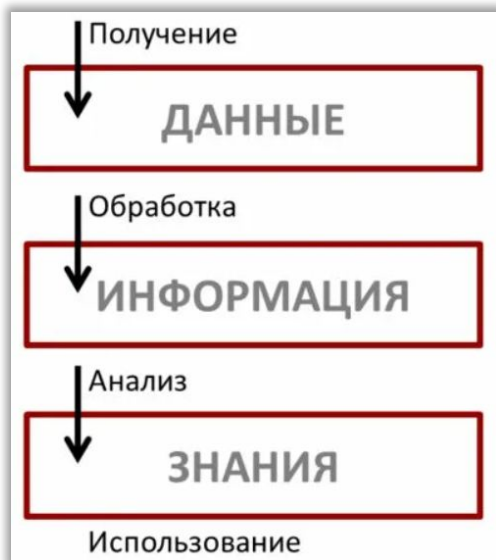 Получение
ДАННЫЕ
Обработка
ИНФОРМАЦИЯ
Анализ
ЗНАНИЯ
Использование